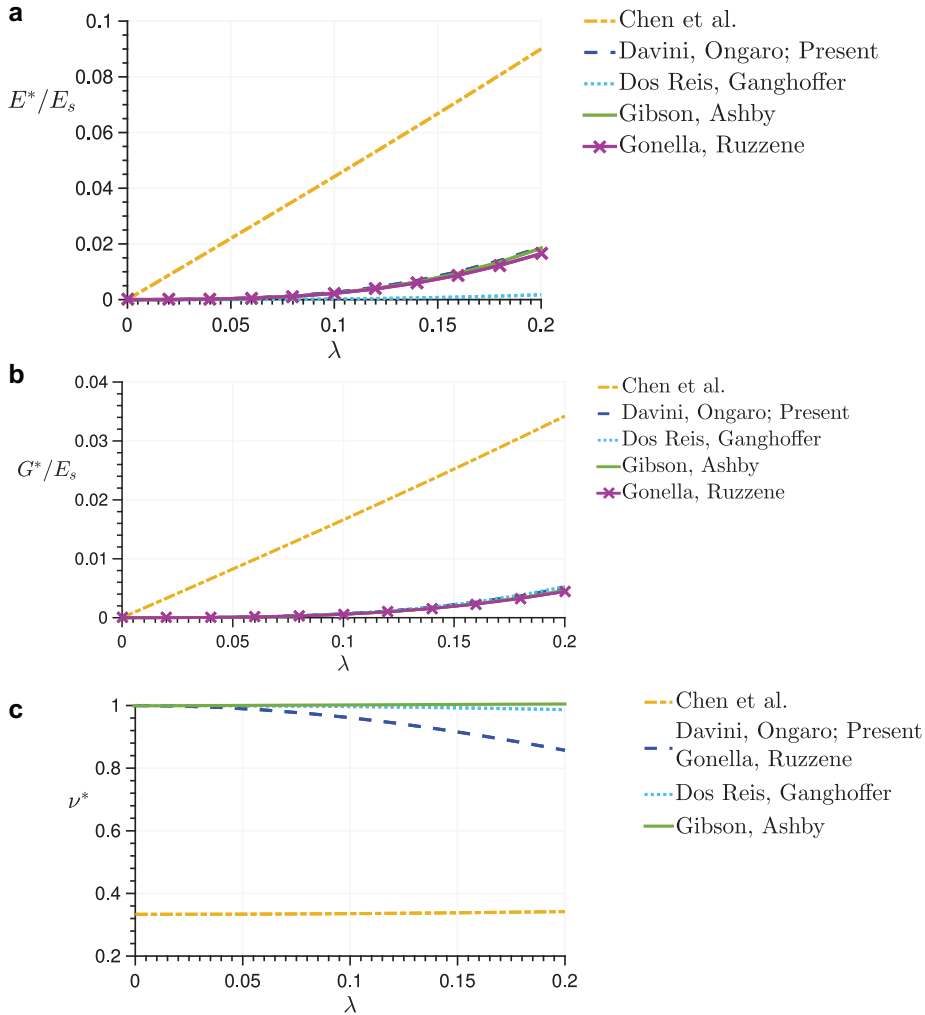 a
0.1
0.08
0.06
0.04
0.02
0
E*/E_s
0 0.05 0.1 0.15 0.2
λ
Chen et al.
Davini, Ongaro; Present
Dos Reis, Ganghoffer
Gibson, Ashby
Gonella, Ruzzene
b
0.04
0.03
0.02
0.01
0
G*/E_s
0 0.05 0.1 0.15 0.2
λ
Chen et al.
Davini, Ongaro; Present
Dos Reis, Ganghoffer
Gibson, Ashby
Gonella, Ruzzene
c
1
0.8
0.6
0.4
0.2
ν*
0 0.05 0.1 0.15 0.2
λ
Chen et al.
Davini, Ongaro; Present
Gonella, Ruzzene
Dos Reis, Ganghoffer
Gibson, Ashby